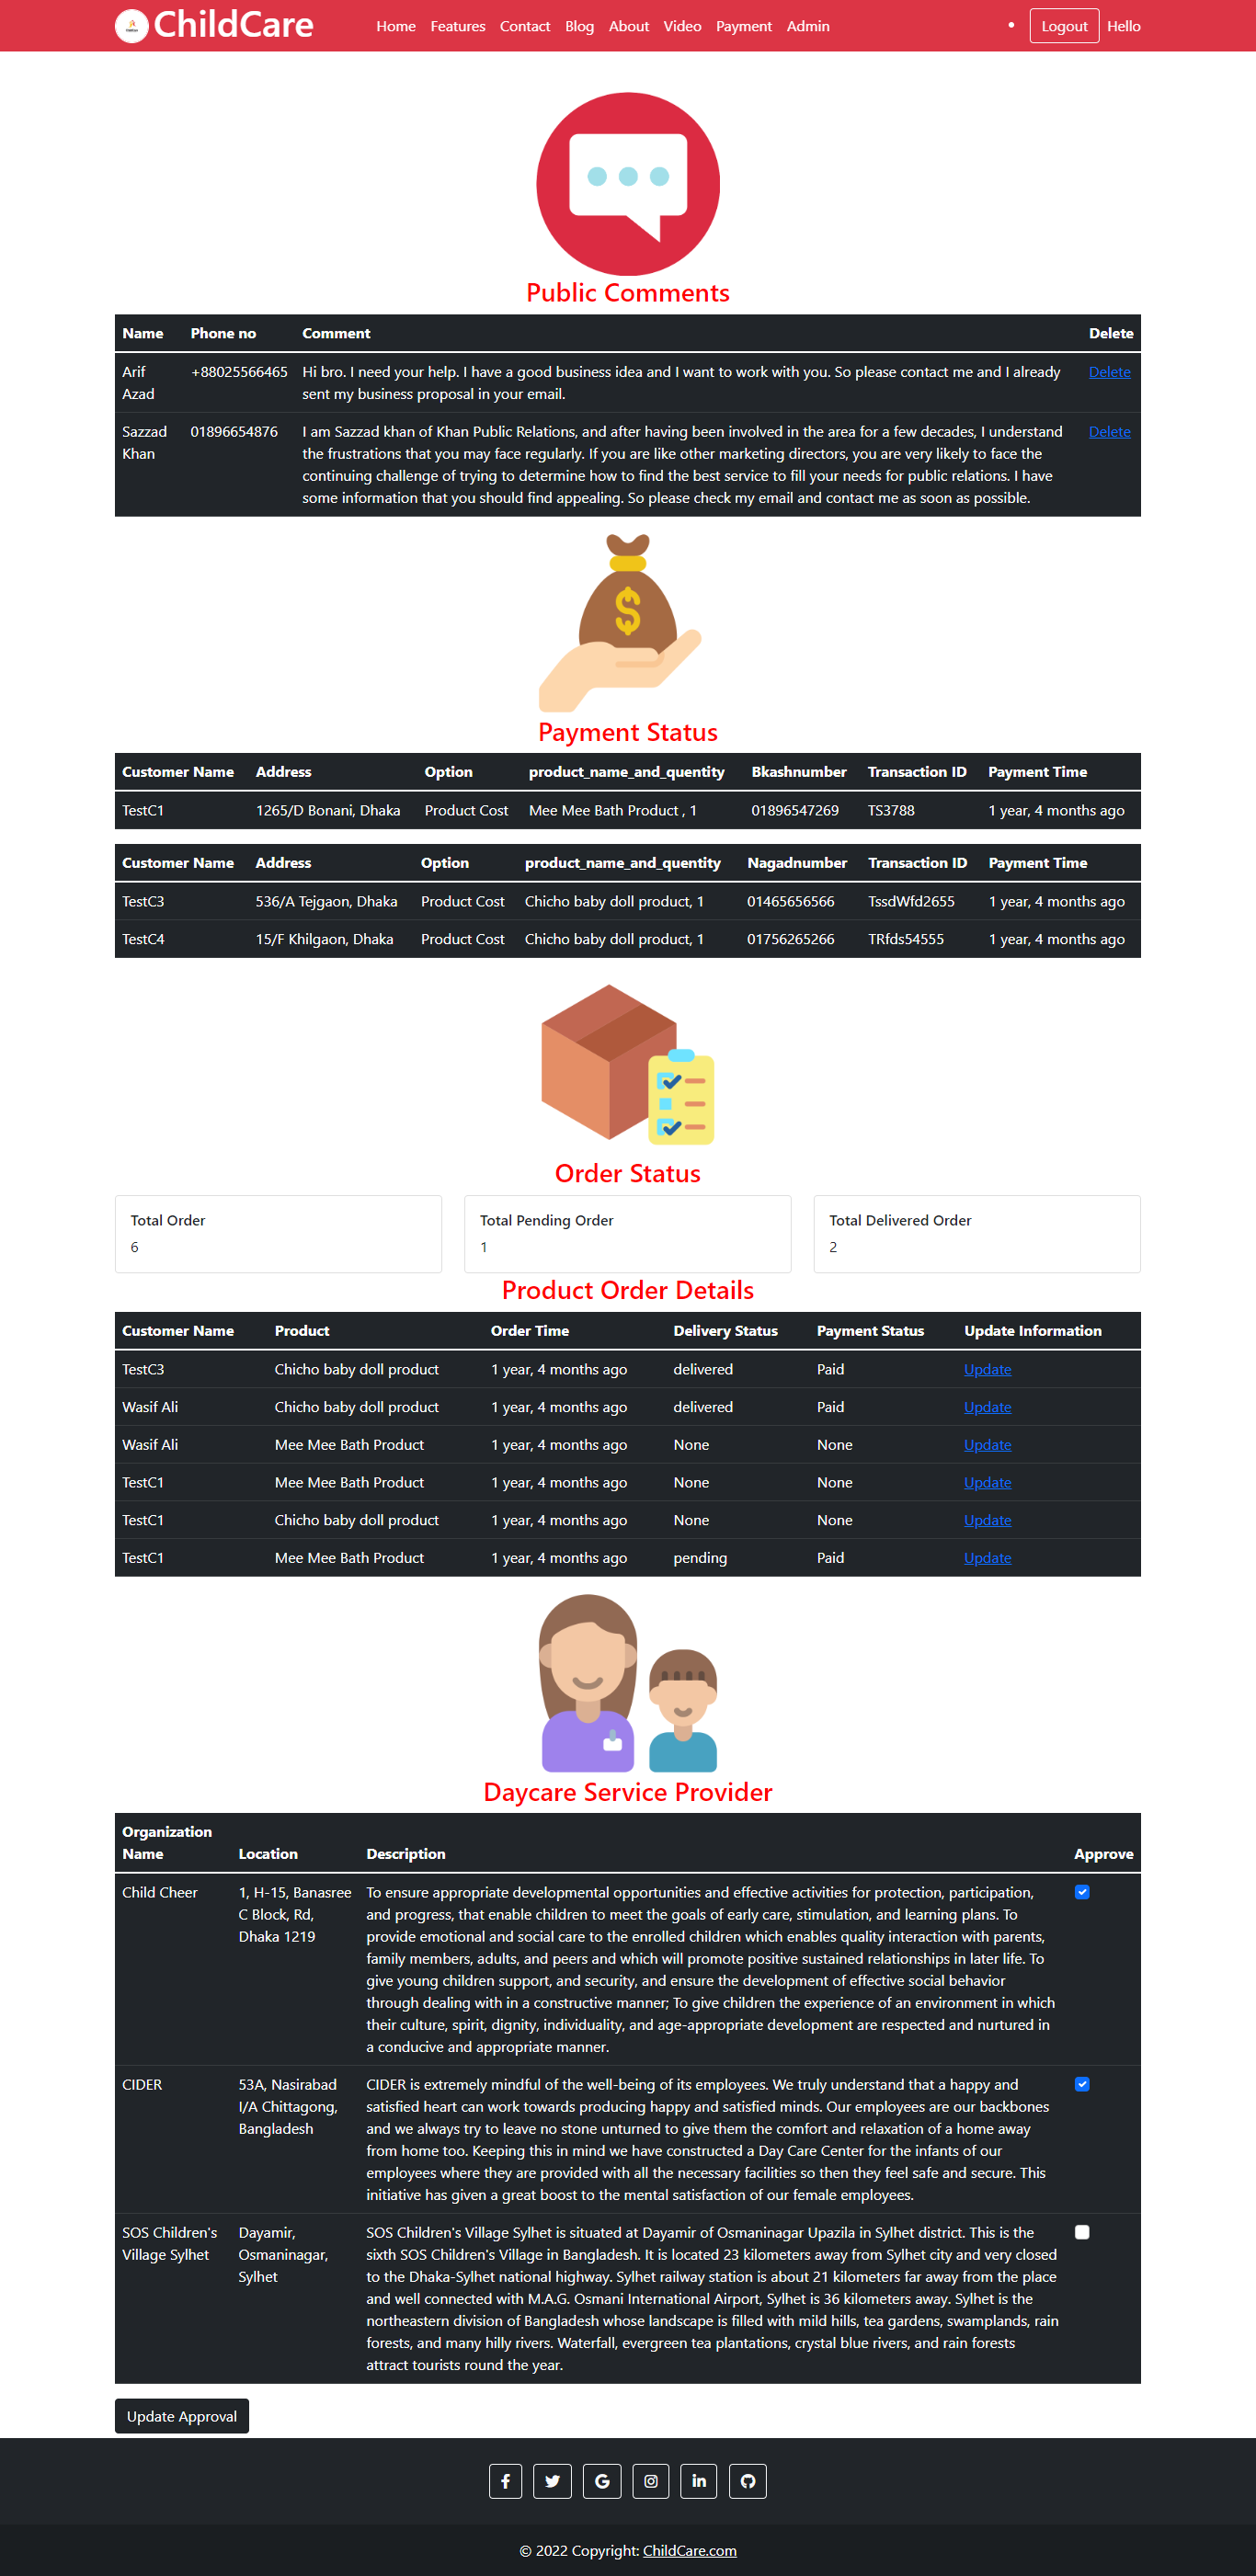 ChildCare Home Features Contact Blog About Video Payment Admin Logout Hello
Public Comments
Name Phone no Comment Delete
Arif +88025566465 Hi bro. I need your help. I have a good business idea and I want to work with you. So please contact me and I already Delete
Azad sent my business proposal in your email.
Sazzad 01896654876 I am Sazzad khan of Khan Public Relations, and after having been involved in the area for a few decades, I understand Delete
Khan the frustrations that you may face regularly. If you are like other marketing directors, you are very likely to face the
continuing challenge of trying to determine how to find the best service to fill your needs for public relations. I have
some information that you should find appealing. So please check my email and contact me as soon as possible.
$
Payment Status
Customer Name Address Option product_name_and_quentity Bkashnumber Transaction ID Payment Time
TestC1 1265/D Bonani, Dhaka Product Cost Mee Mee Bath Product , 1 01896547269 TS3788 1 year, 4 months ago
Customer Name Address Option product_name_and_quentity Nagadnumber Transaction ID Payment Time
TestC3 536/A Tejgaon, Dhaka Product Cost Chicho baby doll product, 1 01465656566 TssdWfd2655 1 year, 4 months ago
TestC4 15/F Khilgaon, Dhaka Product Cost Chicho baby doll product, 1 01756265266 TRfds54555 1 year, 4 months ago
Order Status
Total Order Total Pending Order Total Delivered Order
6 1 2
Product Order Details
Customer Name Product Order Time Delivery Status Payment Status Update Information
TestC3 Chicho baby doll product 1 year, 4 months ago delivered Paid Update
Wasif Ali Chicho baby doll product 1 year, 4 months ago delivered Paid Update
Wasif Ali Mee Mee Bath Product 1 year, 4 months ago None None Update
TestC1 Mee Mee Bath Product 1 year, 4 months ago None None Update
TestC1 Chicho baby doll product 1 year, 4 months ago None None Update
TestC1 Mee Mee Bath Product 1 year, 4 months ago pending Paid Update
Daycare Service Provider
Organization
Name Location Description Approve
Child Cheer 1, H-15, Banasree To ensure appropriate developmental opportunities and effective activities for protection, participation,
C Block, Rd, and progress, that enable children to meet the goals of early care, stimulation, and learning plans. To
Dhaka 1219 provide emotional and social care to the enrolled children which enables quality interaction with parents,
family members, adults, and peers and which will promote positive sustained relationships in later life. To
give young children support, and security, and ensure the development of effective social behavior
through dealing with in a constructive manner; To give children the experience of an environment in which
their culture, spirit, dignity, individuality, and age-appropriate development are respected and nurtured in
a conducive and appropriate manner.
CIDER 53A, Nasirabad CIDER is extremely mindful of the well-being of its employees. We truly understand that a happy and
I/A Chittagong, satisfied heart can work towards producing happy and satisfied minds. Our employees are our backbones
Bangladesh and we always try to leave no stone unturned to give them the comfort and relaxation of a home away
from home too. Keeping this in mind we have constructed a Day Care Center for the infants of our
employees where they are provided with all the necessary facilities so then they feel safe and secure. This
initiative has given a great boost to the mental satisfaction of our female employees.
SOS Children's Dayamir, SOS Children's Village Sylhet is situated at Dayamir of Osmaninagar Upazila in Sylhet district. This is the
Village Sylhet Osmaninagar, sixth SOS Children's Village in Bangladesh. It is located 23 kilometers away from Sylhet city and very closed
Sylhet to the Dhaka-Sylhet national highway. Sylhet railway station is about 21 kilometers far away from the place
and well connected with M.A.G. Osmani International Airport, Sylhet is 36 kilometers away. Sylhet is the
northeastern division of Bangladesh whose landscape is filled with mild hills, tea gardens, swamplands, rain
forests, and many hilly rivers. Waterfall, evergreen tea plantations, crystal blue rivers, and rain forests
attract tourists round the year.
Update Approval
© 2022 Copyright: ChildCare.com